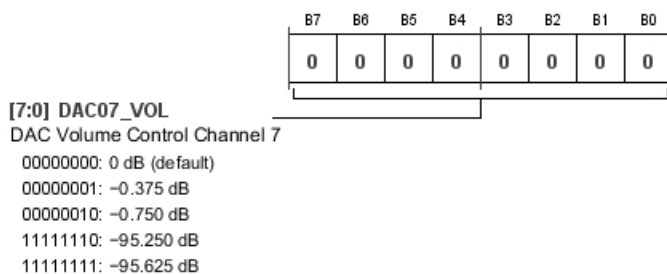 B7 B6 B5 B4 B3 B2 B1 B0
0 0 0 0 0 0 0 0
[7:0] DAC07_VOL
DAC Volume Control Channel 7
00000000: 0 dB (default)
00000001: −0.375 dB
00000010: −0.750 dB
11111110: −95.250 dB
11111111: −95.625 dB